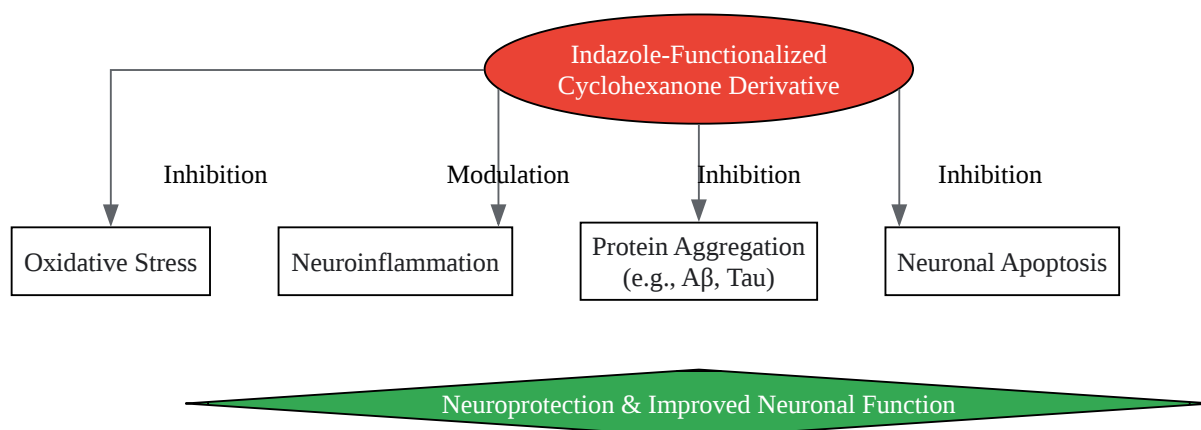 Indazole-Functionalized
Cyclohexanone Derivative
Inhibition
Modulation
Inhibition
Inhibition
Oxidative Stress
Neuroinflammation
Protein Aggregation
(e.g., Aβ, Tau)
Neuronal Apoptosis
Neuroprotection & Improved Neuronal Function